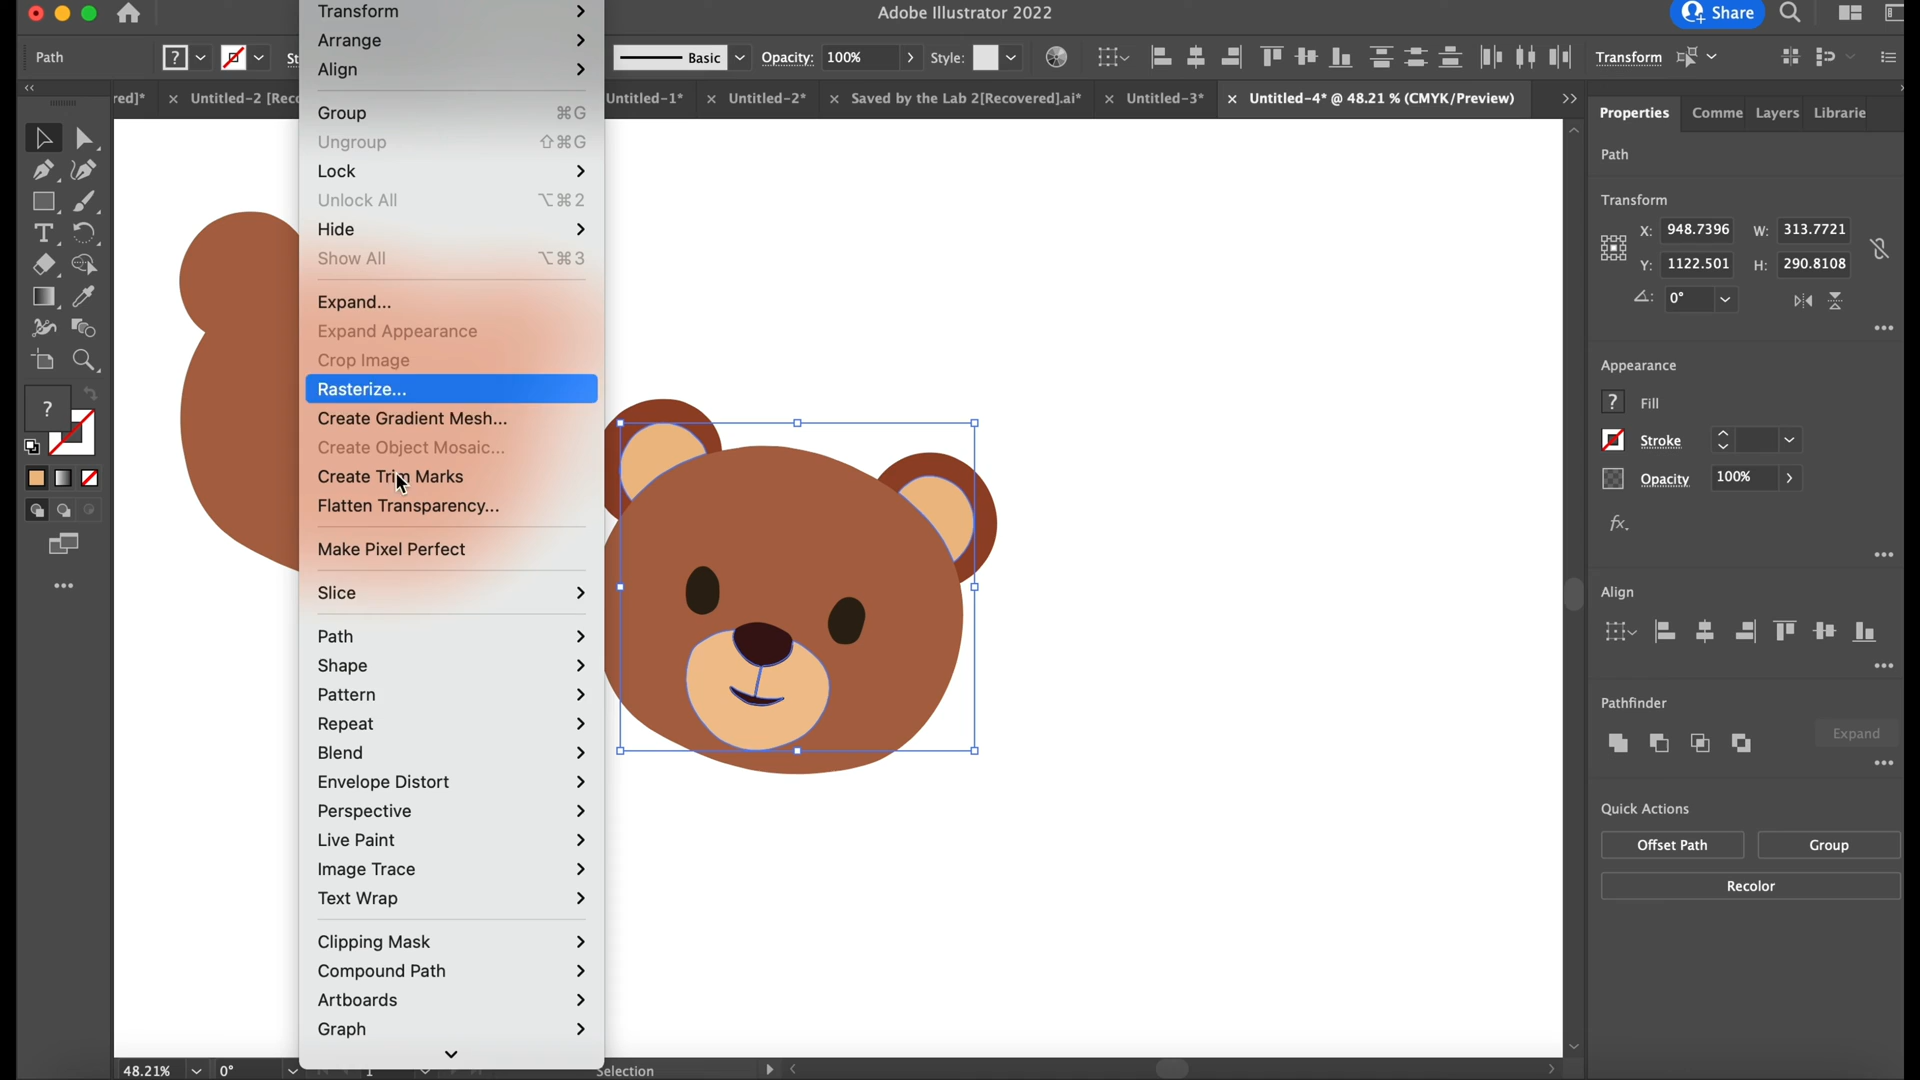 Adobe Illustrator 2022
Share
Path
?
St
Basic
Opacity:
100%
Style:
Transform
red]*
× Untitled-2 [Rec
Untitled-1*
× Untitled-2*
× Saved by the Lab 2[Recovered].ai*
× Untitled-3*
× Untitled-4* @ 48.21 % (CMYK/Preview)
Transform
Arrange
Align
Group ⌘G
Ungroup ⇧⌘G
Lock
Unlock All ⌥⌘2
Hide
Show All ⌥⌘3
Expand...
Expand Appearance
Crop Image
Rasterize...
Create Gradient Mesh...
Create Object Mosaic...
Create Trim Marks
Flatten Transparency...
Make Pixel Perfect
Slice
Path
Shape
Pattern
Repeat
Blend
Envelope Distort
Perspective
Live Paint
Image Trace
Text Wrap
Clipping Mask
Compound Path
Artboards
Graph
T
?
Properties Comme Layers Librarie
Path
Transform
X: 948.7396 W: 313.7721
Y: 1122.501 H: 290.8108
0°
Appearance
? Fill
Stroke
Opacity 100%
fx.
Align
Pathfinder
Expand
Quick Actions
Offset Path Group
Recolor
48.21% 0° 1 Selection